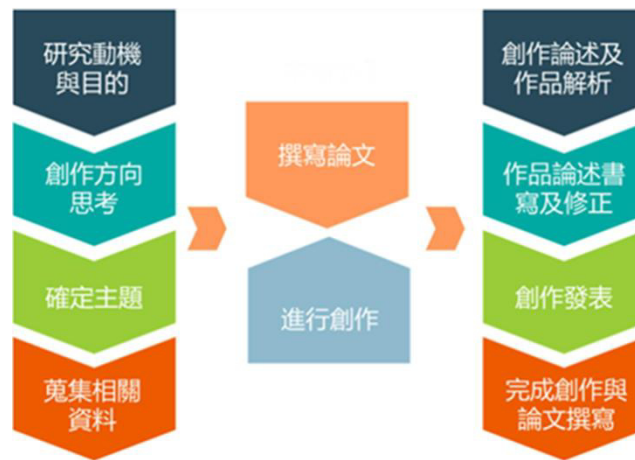 研究動機
與目的
創作方向
思考
確定主題
蒐集相關
資料
撰寫論文
進行創作
創作論述及
作品解析
作品論述書
寫及修正
創作發表
完成創作與
論文撰寫